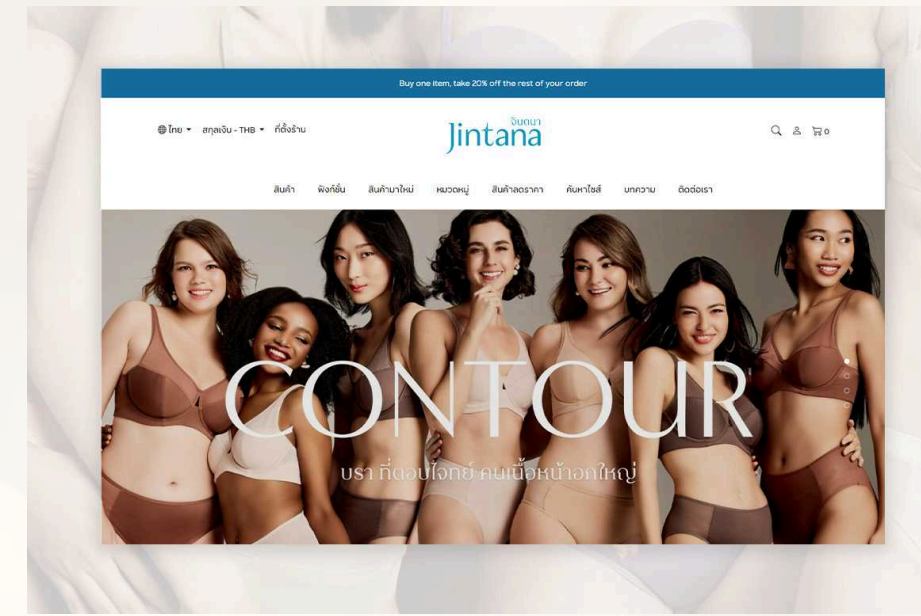 Buy one item, take 20% off the rest of your order
ไทย สกุลเงิน - THB ที่ตั้งร้าน
จินตนา
Jintana
0
สินค้า ฟังก์ชั่น สินค้ามาใหม่ หมวดหมู่ สินค้าลดราคา ค้นหาไซส์ บทความ ติดต่อเรา
CONTOUR
บรา ที่ตอบโจทย์ คนเนื้อหน้าอกใหญ่